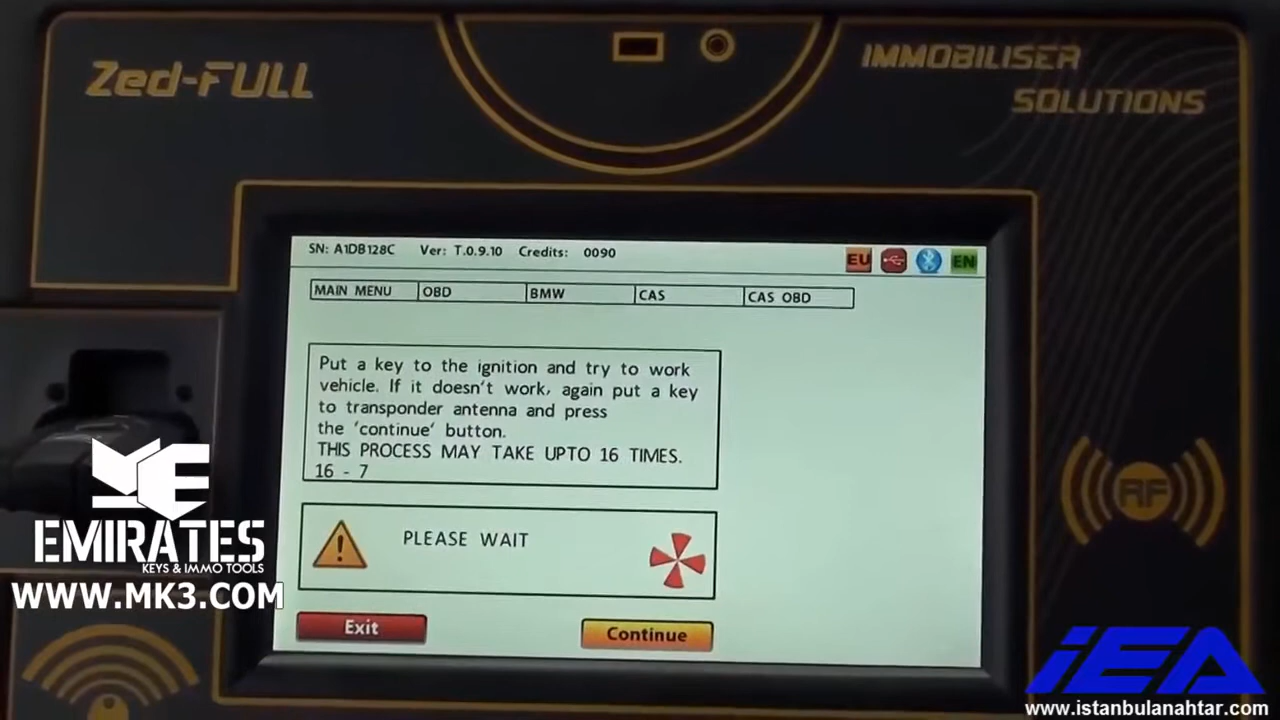 Zed-FULL
IMMOBILISER
SOLUTIONS
SN: A1DB128C Ver: T.0.9.10 Credits: 0090
EU
EN
MAIN MENU OBD BMW CAS CAS OBD
Put a key to the ignition and try to work
vehicle. If it doesn't work, again put a key
to transponder antenna and press
the 'continue' button.
THIS PROCESS MAY TAKE UPTO 16 TIMES.
16 - 7
PLEASE WAIT
Exit
Continue
RF
EMIRATES
KEYS & IMMO TOOLS
WWW.MK3.COM
iEA
www.istanbulanahtar.com